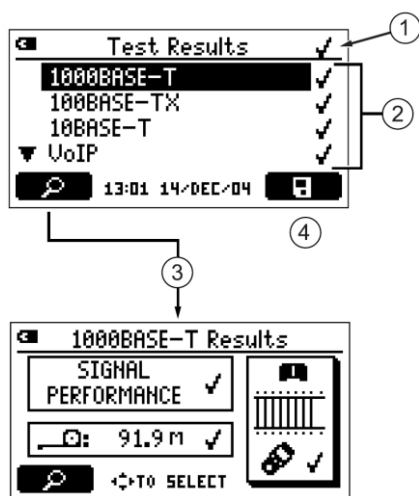 1
Test Results
1000BASE-T
100BASE-TX
2
10BASE-T
VoIP
13:01 14/DEC/04
4
3
1000BASE-T Results
SIGNAL
PERFORMANCE
91.9 m
TO SELECT